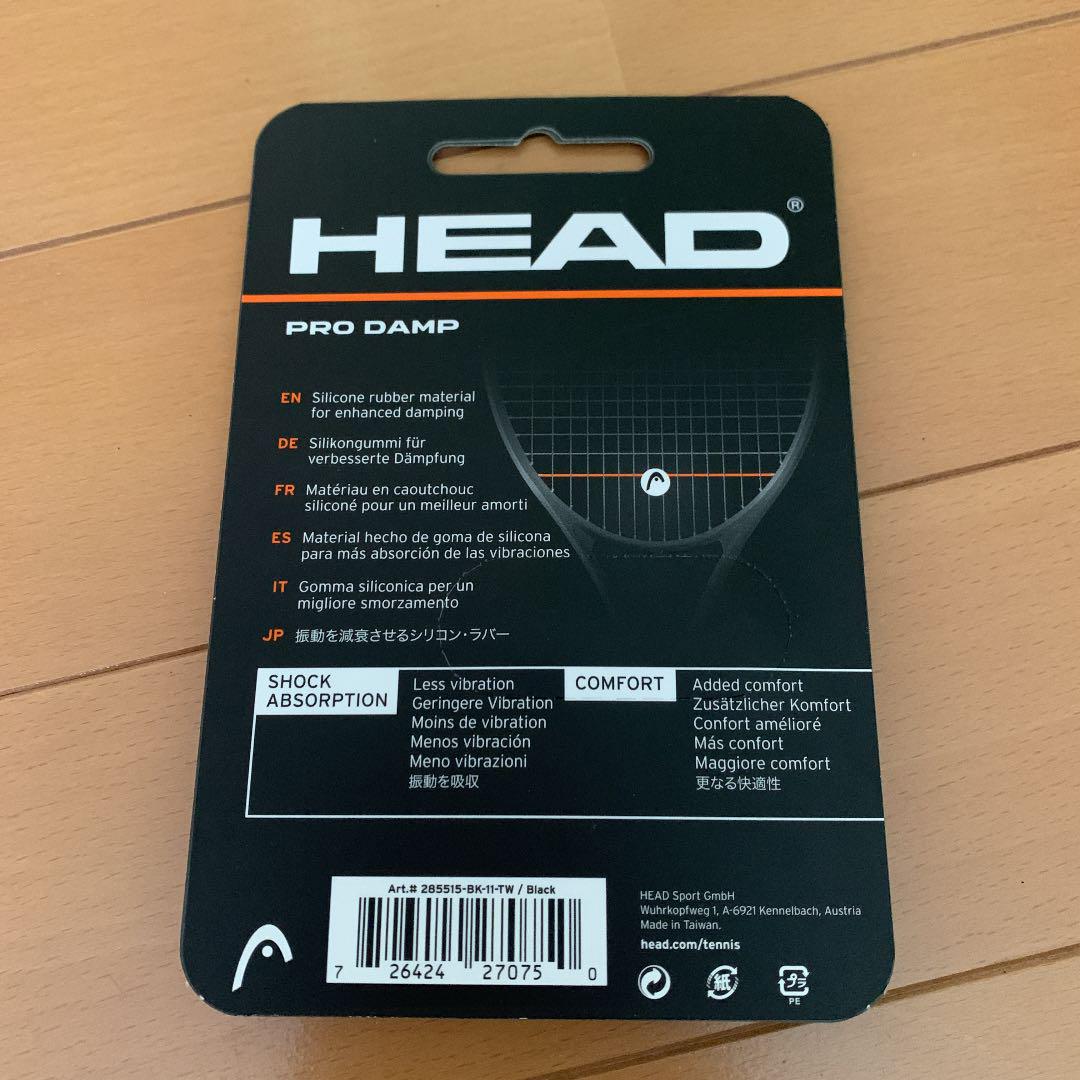 HEAD®
PRO DAMP
EN Silicone rubber material
for enhanced damping
DE Silikongummi für
verbesserte Dämpfung
FR Matériau en caoutchouc
siliconé pour un meilleur amorti
ES Material hecho de goma de silicona
para más absorción de las vibraciones
IT Gomma siliconica per un
migliore smorzamento
JP 振動を減衰させるシリコン・ラバー
SHOCK
ABSORPTION
Less vibration
Geringere Vibration
Moins de vibration
Menos vibración
Meno vibrazioni
振動を吸収
COMFORT
Added comfort
Zusätzlicher Komfort
Confort amélioré
Más confort
Maggiore comfort
更なる快適性
Art.# 285515-BK-11-TW / Black
7 26424 27075 0
HEAD Sport GmbH
Wuhrkopfweg 1, A-6921 Kennelbach, Austria
Made in Taiwan.
head.com/tennis
紙
プラ
PE